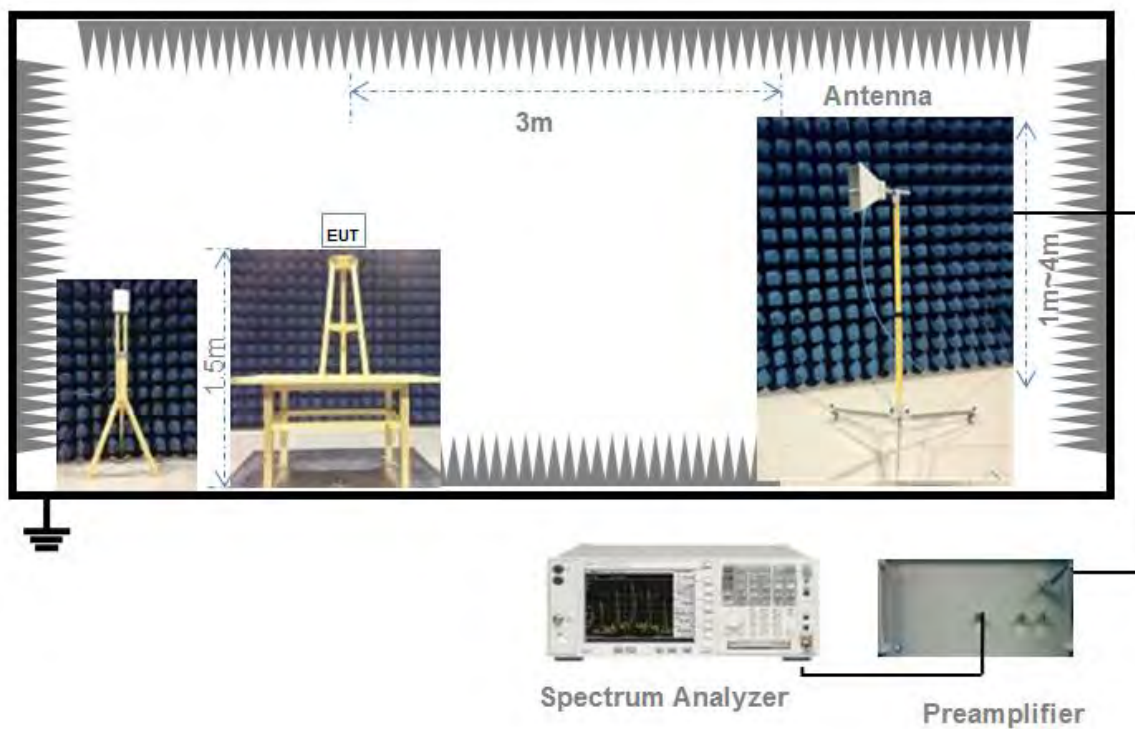 Antenna
3m
EUT
1.5m
1m~4m
Spectrum Analyzer
Preamplifier